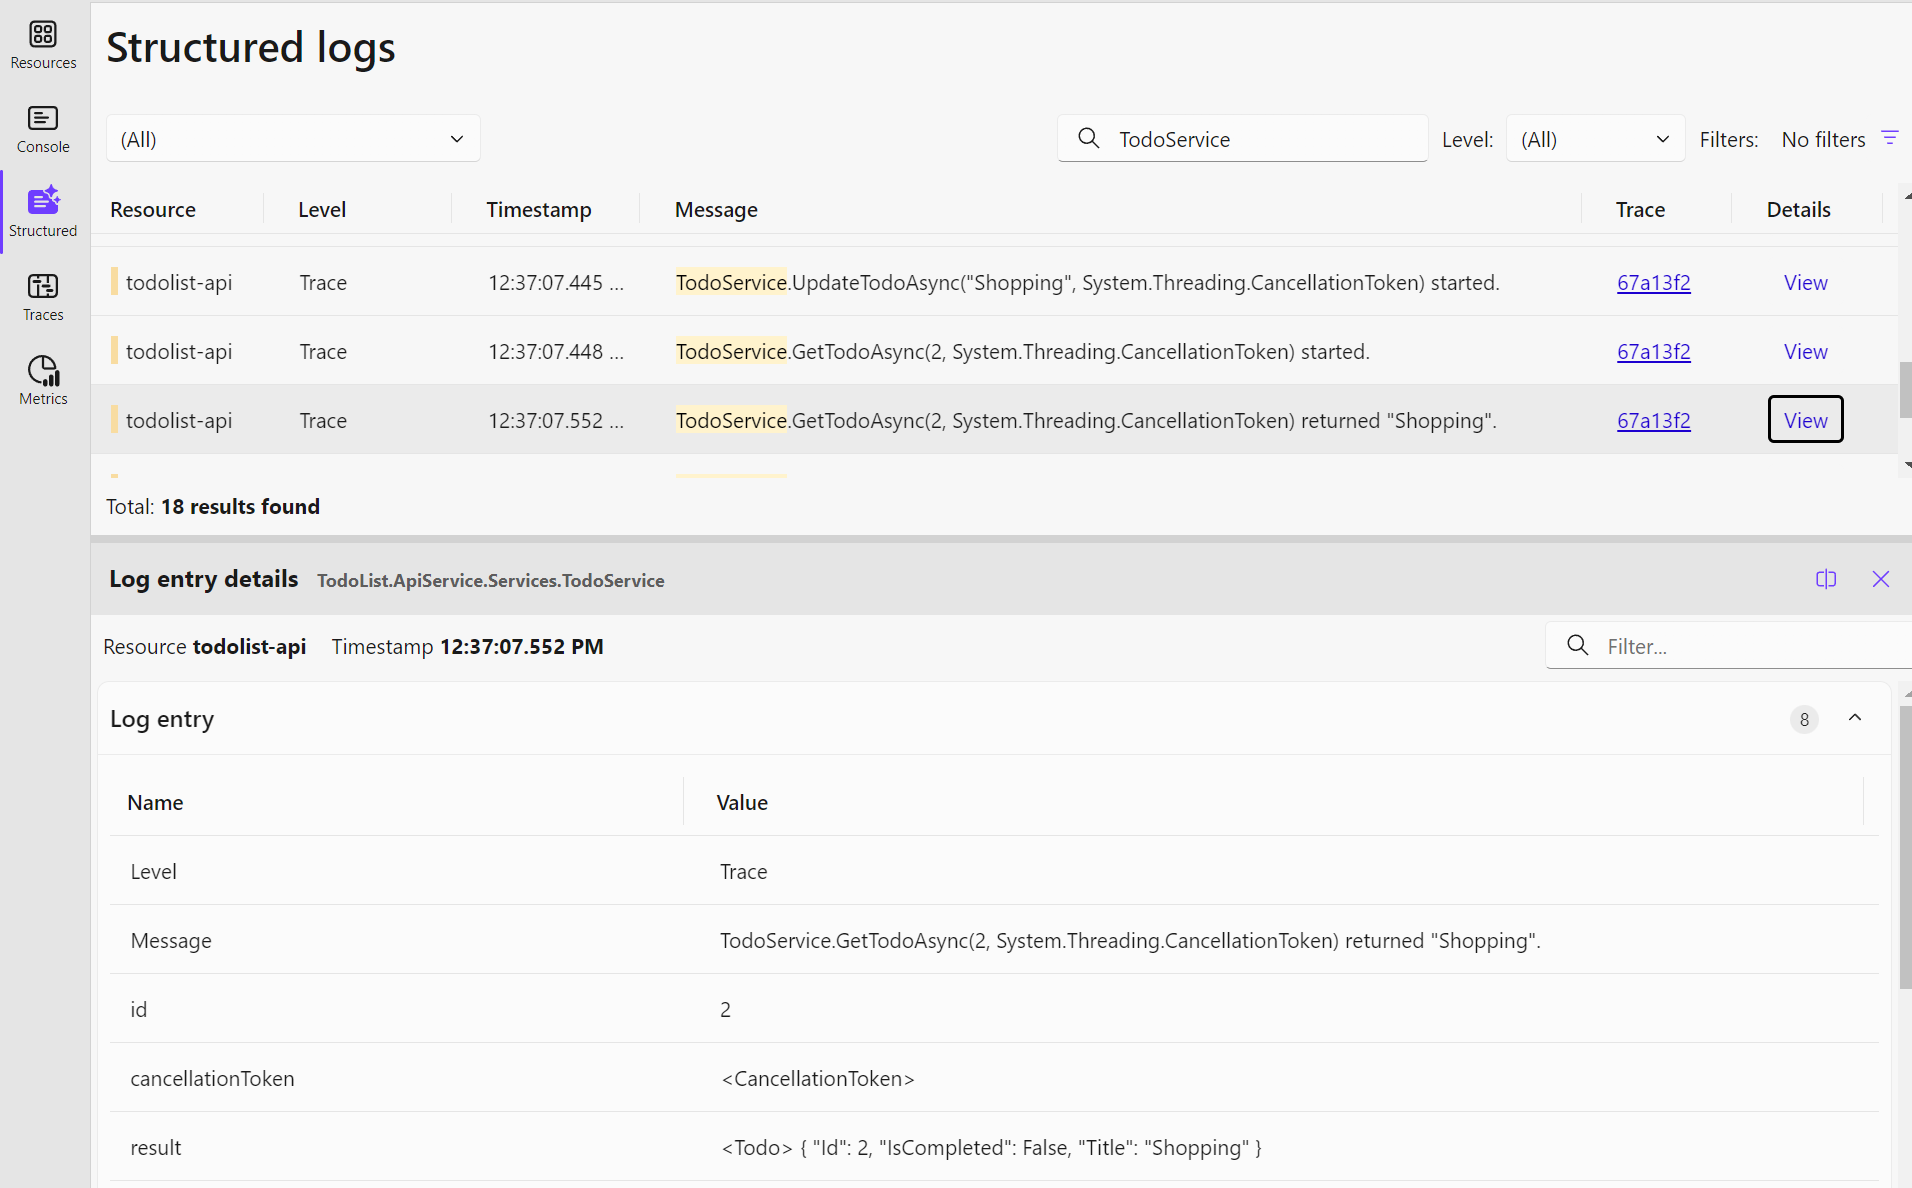 Resources
Console
Structured
Traces
Metrics
Structured logs
(All)
TodoService
Level: (All) Filters: No filters
Resource Level Timestamp Message Trace Details
todolist-api Trace 12:37:07.445 ... TodoService.UpdateTodoAsync("Shopping", System.Threading.CancellationToken) started. 67a13f2 View
todolist-api Trace 12:37:07.448 ... TodoService.GetTodoAsync(2, System.Threading.CancellationToken) started. 67a13f2 View
todolist-api Trace 12:37:07.552 ... TodoService.GetTodoAsync(2, System.Threading.CancellationToken) returned "Shopping". 67a13f2 View
Total: 18 results found
Log entry details TodoList.ApiService.Services.TodoService
Resource todolist-api Timestamp 12:37:07.552 PM Filter...
Log entry 8
Name Value
Level Trace
Message TodoService.GetTodoAsync(2, System.Threading.CancellationToken) returned "Shopping".
id 2
cancellationToken <CancellationToken>
result <Todo> { "Id": 2, "IsCompleted": False, "Title": "Shopping" }